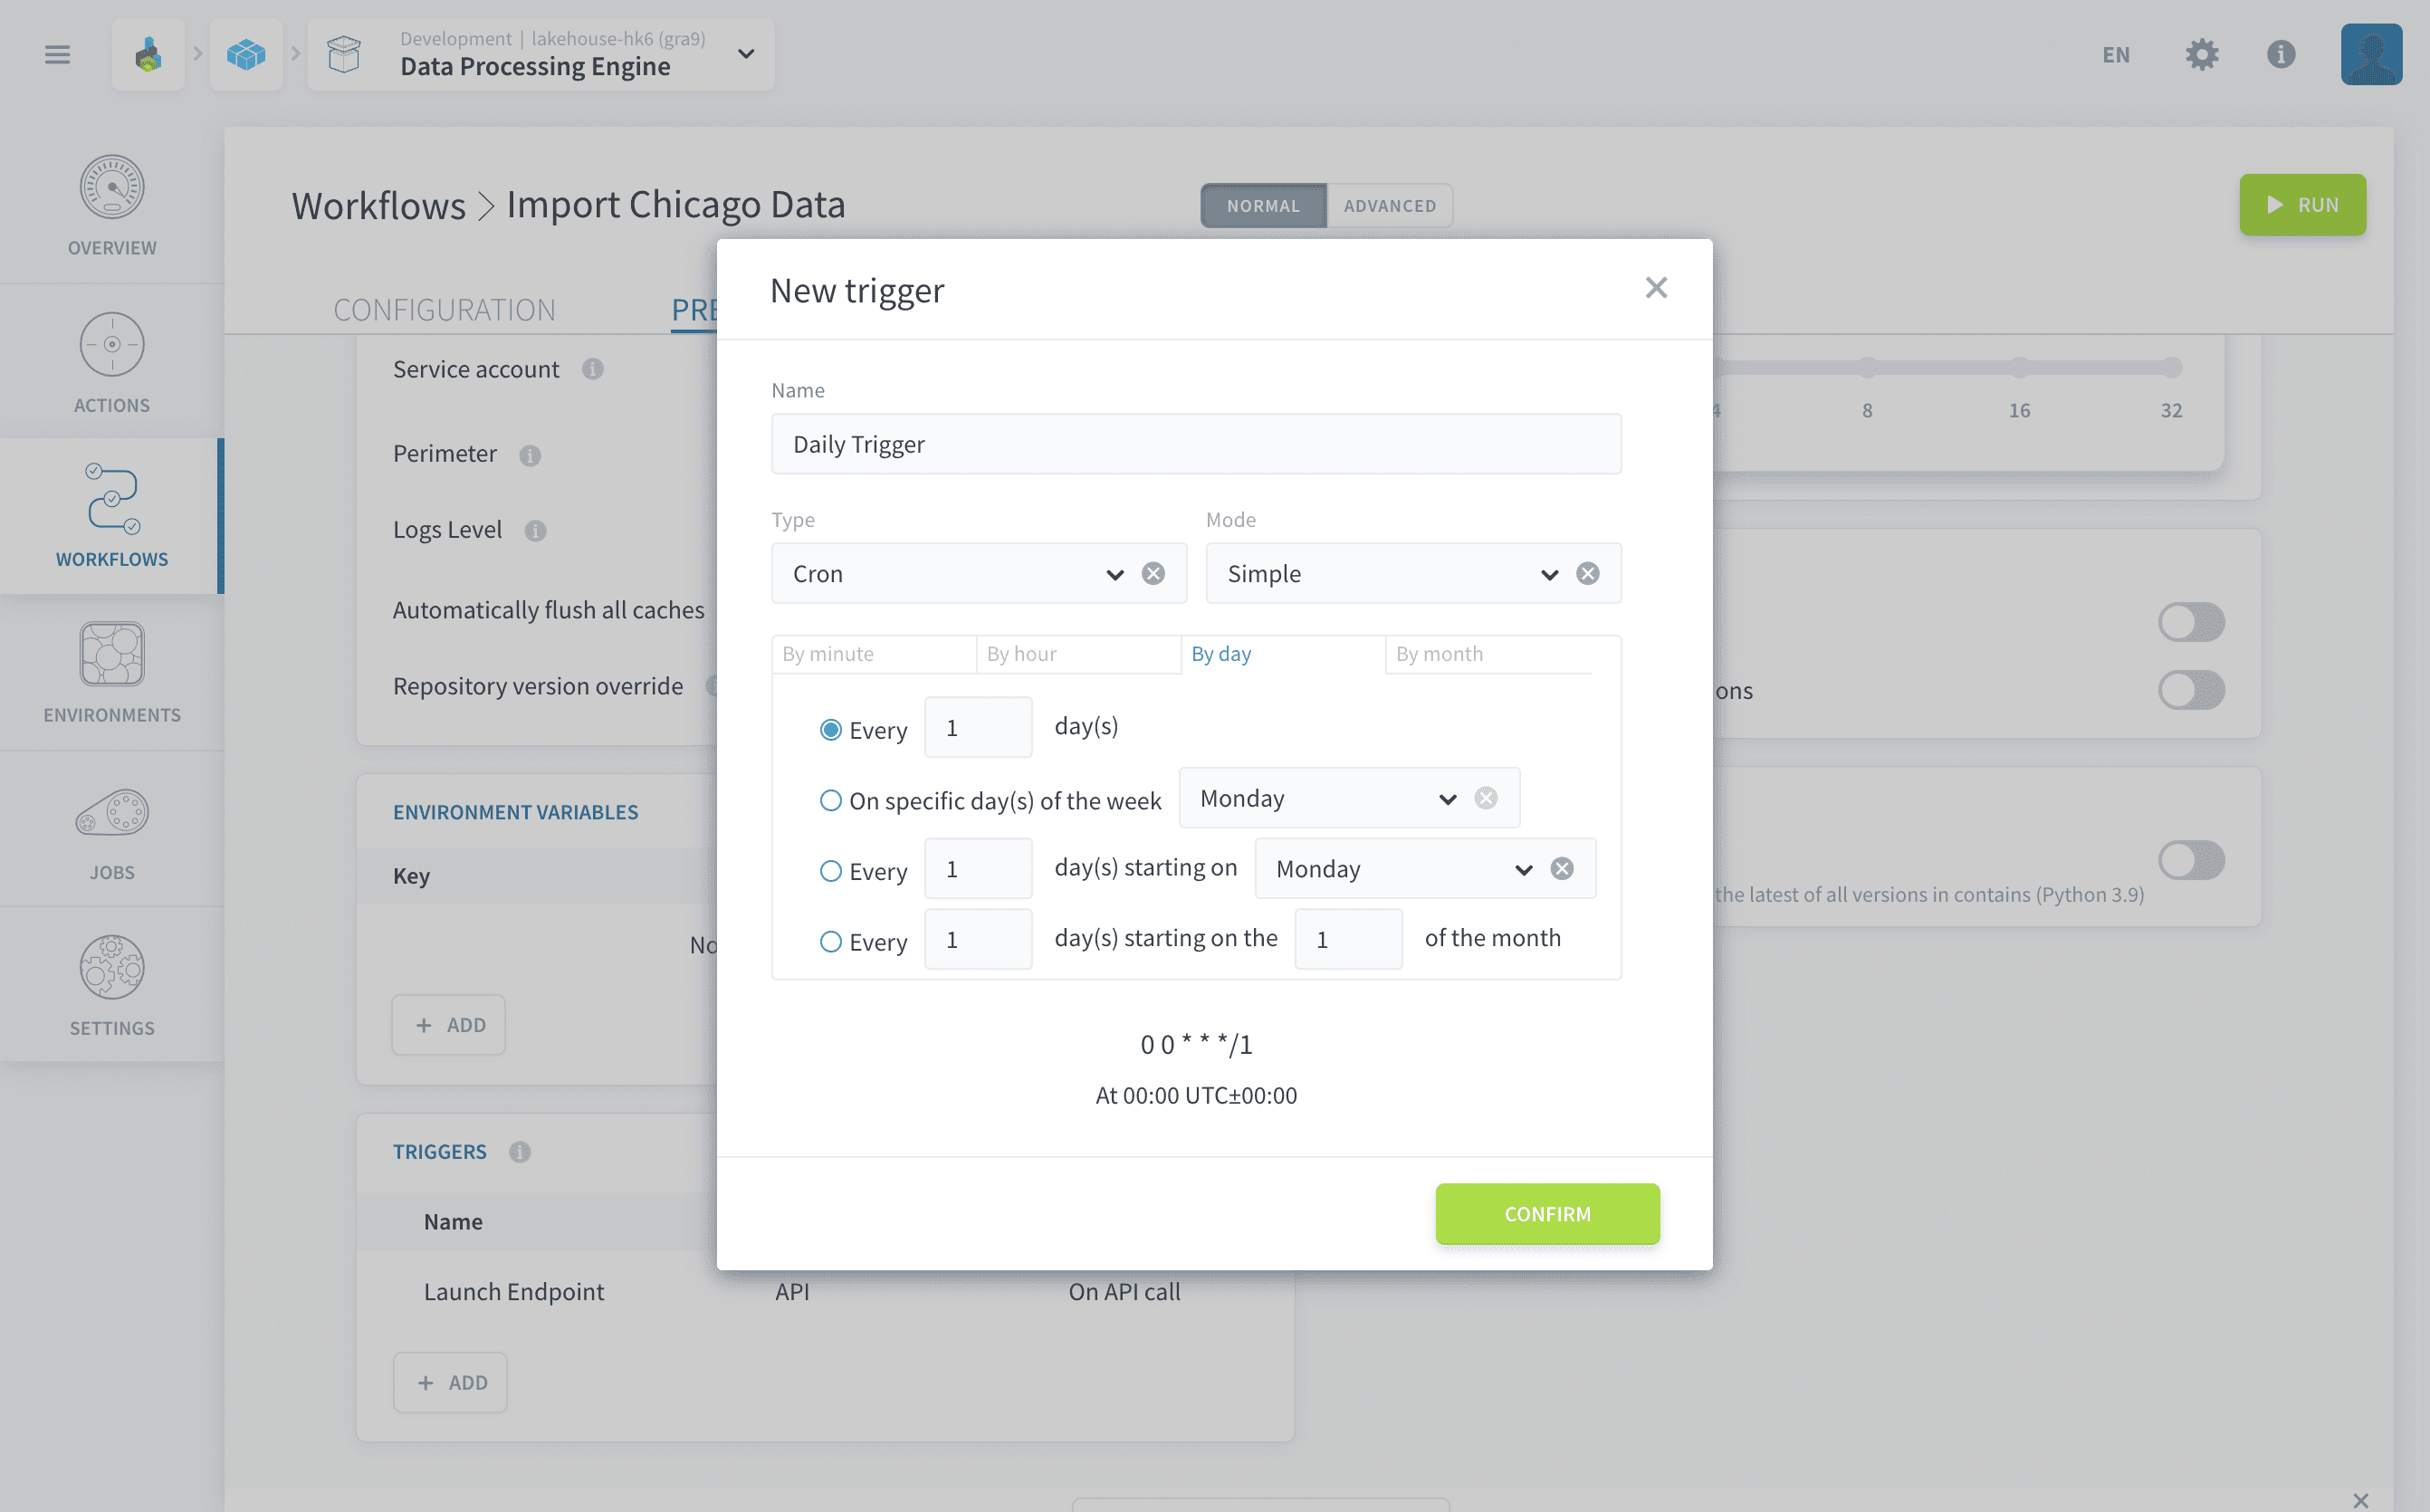 Development | lakehouse-hk6 (gra9)
Data Processing Engine
EN
Workflows > Import Chicago Data
NORMAL ADVANCED
RUN
OVERVIEW
ACTIONS
WORKFLOWS
ENVIRONMENTS
JOBS
SETTINGS
CONFIGURATION
PRE
Service account
Perimeter
Logs Level
Automatically flush all caches
Repository version override
4 8 16 32
ons
the latest of all versions in contains (Python 3.9)
ENVIRONMENT VARIABLES
Key
No
+ ADD
TRIGGERS
Name
Launch Endpoint API On API call
+ ADD
New trigger
Name
Daily Trigger
Type Mode
Cron Simple
By minute By hour By day By month
Every 1 day(s)
On specific day(s) of the week Monday
Every 1 day(s) starting on Monday
Every 1 day(s) starting on the 1 of the month
0 0 * * */1
At 00:00 UTC±00:00
CONFIRM